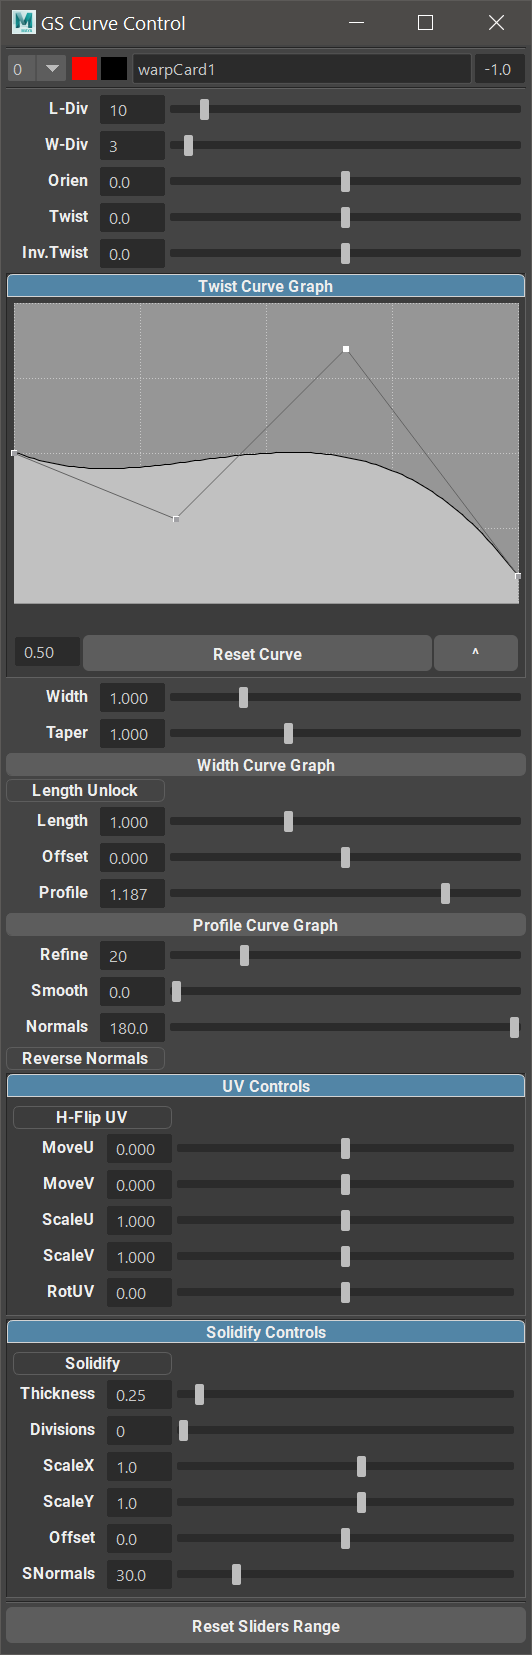 GS Curve Control
0 warpCard1 -1.0
L-Div 10
W-Div 3
Orien 0.0
Twist 0.0
Inv.Twist 0.0
Twist Curve Graph
0.50 Reset Curve ^
Width 1.000
Taper 1.000
Width Curve Graph
Length Unlock
Length 1.000
Offset 0.000
Profile 1.187
Profile Curve Graph
Refine 20
Smooth 0.0
Normals 180.0
Reverse Normals
UV Controls
H-Flip UV
MoveU 0.000
MoveV 0.000
ScaleU 1.000
ScaleV 1.000
RotUV 0.00
Solidify Controls
Solidify
Thickness 0.25
Divisions 0
ScaleX 1.0
ScaleY 1.0
Offset 0.0
SNormals 30.0
Reset Sliders Range